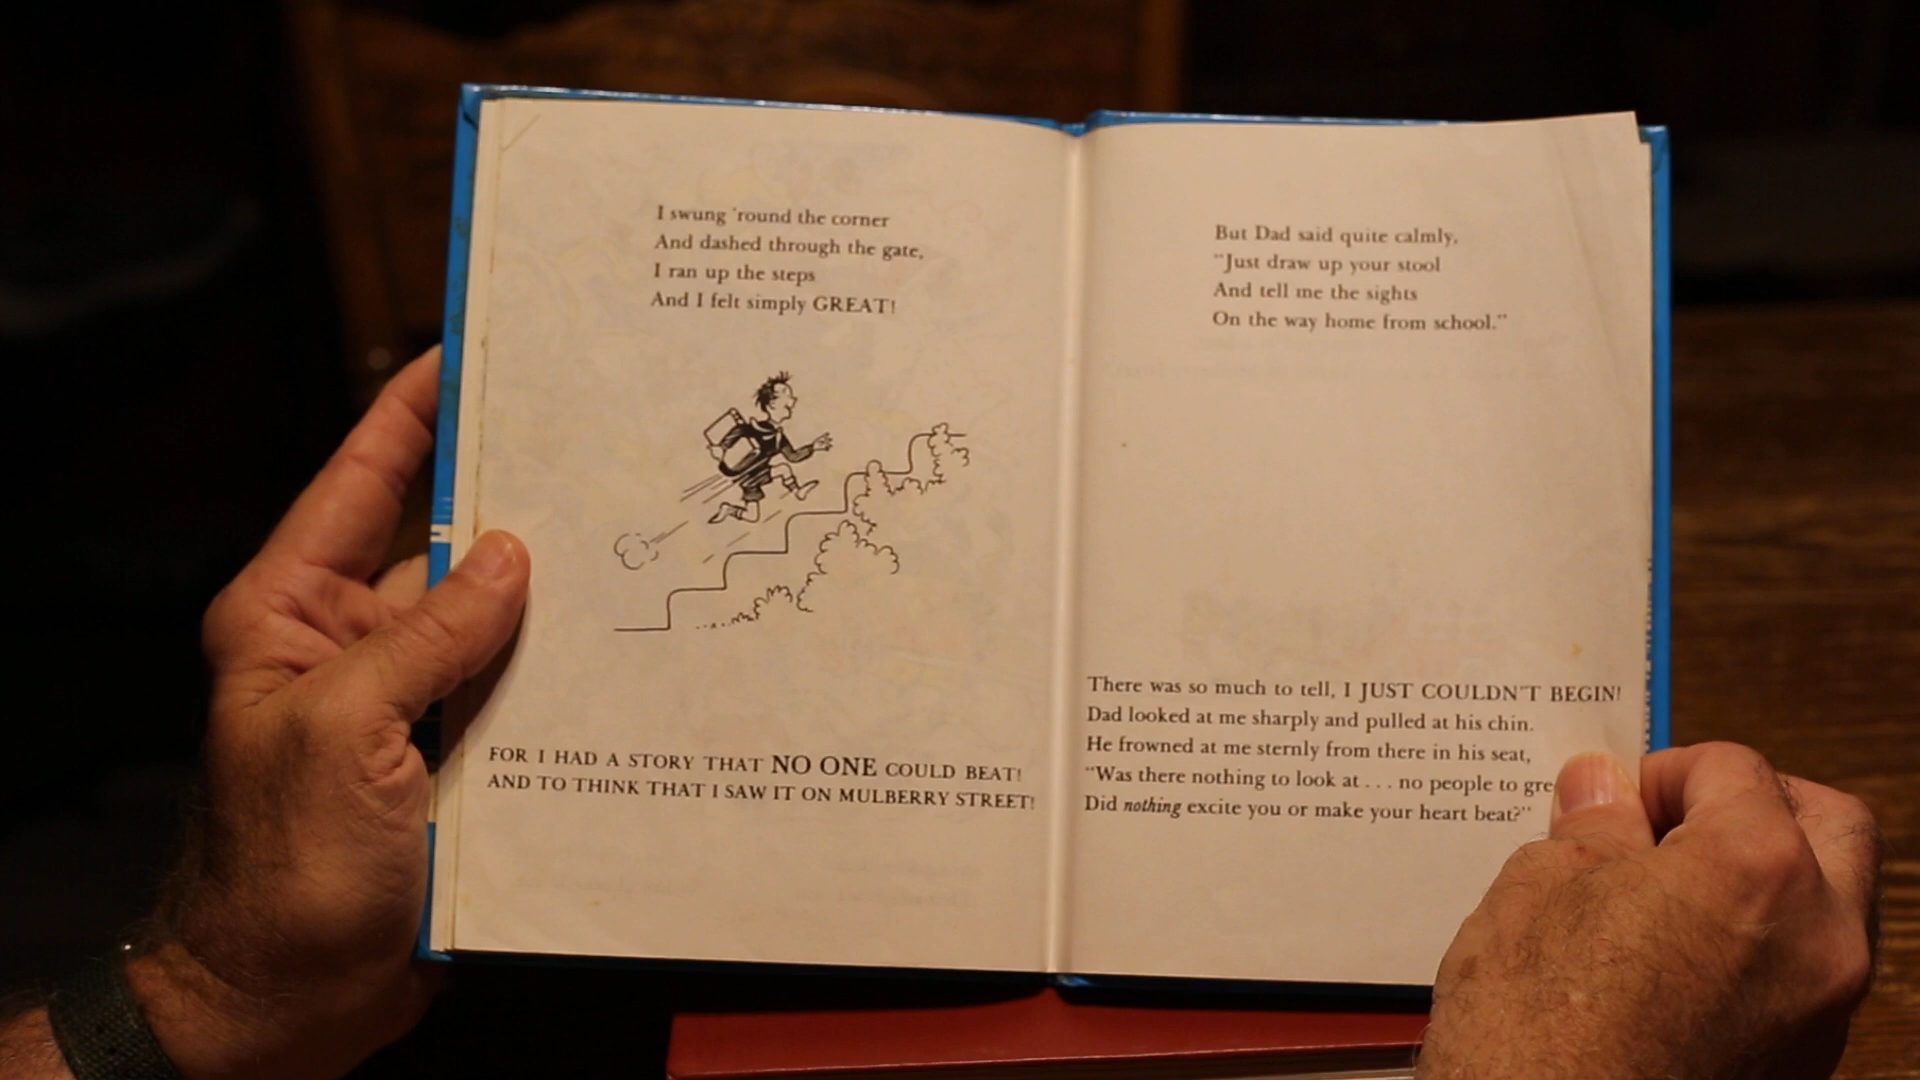 I swung 'round the corner
And dashed through the gate,
I ran up the steps
And I felt simply GREAT!
FOR I HAD A STORY THAT NO ONE COULD BEAT!
AND TO THINK THAT I SAW IT ON MULBERRY STREET!
But Dad said quite calmly,
"Just draw up your stool
And tell me the sights
On the way home from school."
There was so much to tell, I JUST COULDN'T BEGIN!
Dad looked at me sharply and pulled at his chin.
He frowned at me sternly from there in his seat,
"Was there nothing to look at . . . no people to gre
Did nothing excite you or make your heart beat?"